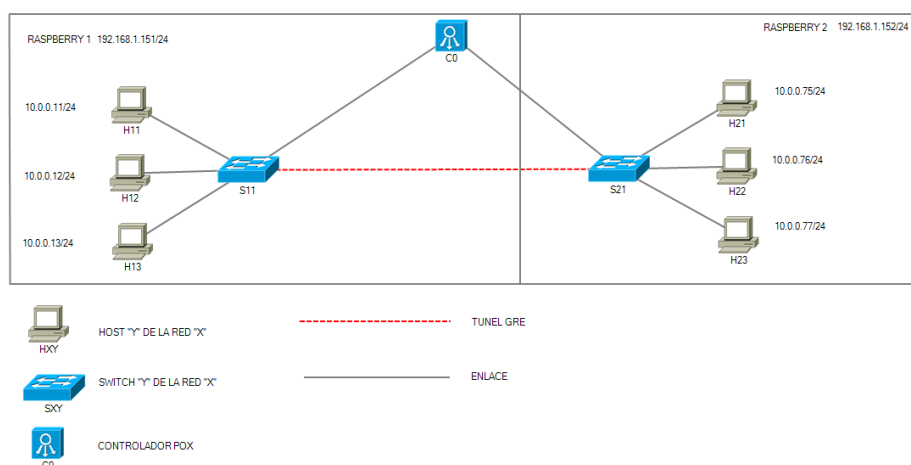 RASPBERRY 1 192.168.1.151/24
RASPBERRY 2 192.168.1.152/24
C0
10.0.0.11/24
H11
10.0.0.12/24
H12
10.0.0.13/24
H13
S11
S21
10.0.0.75/24
H21
10.0.0.76/24
H22
10.0.0.77/24
H23
HXY
HOST "Y" DE LA RED "X"
TUNEL GRE
SXY
SWITCH "Y" DE LA RED "X"
ENLACE
C0
CONTROLADOR POX